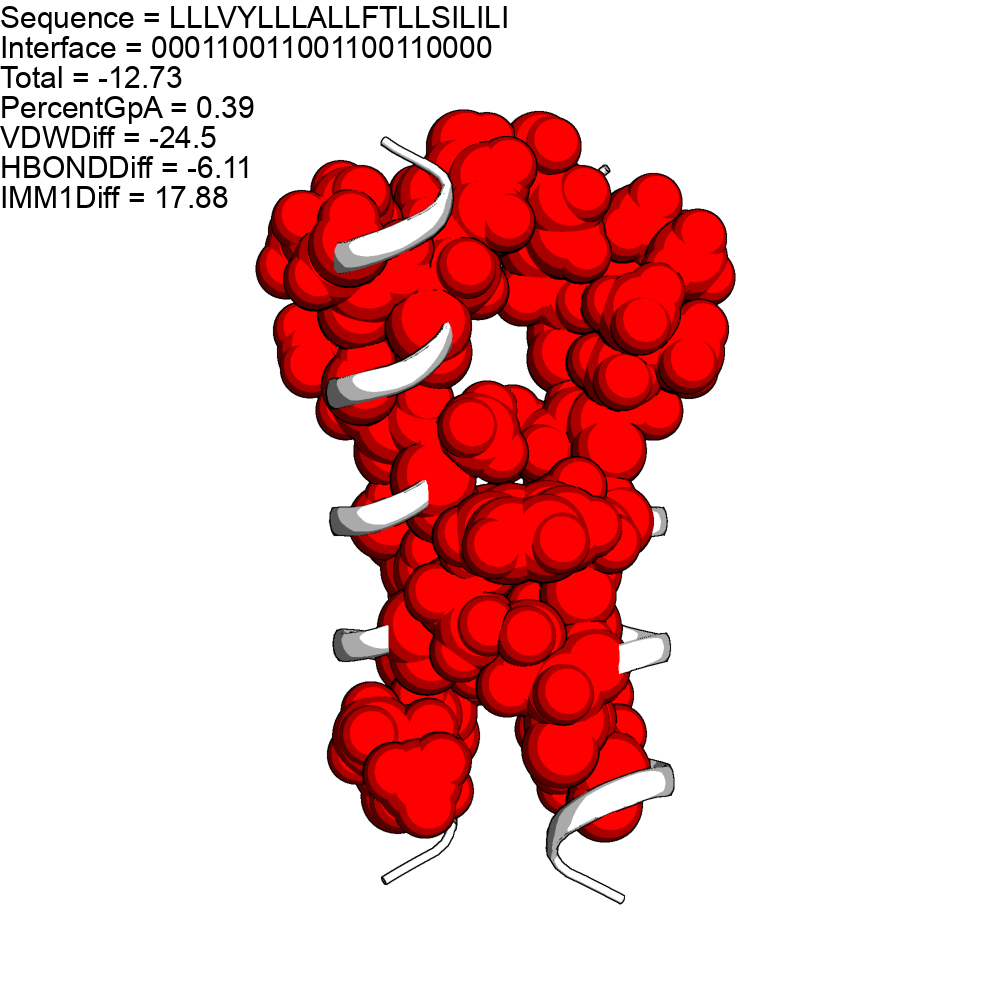 Sequence = LLLVYLLLALLFTLLSILILI
Interface = 000110011001100110000
Total = -12.73
PercentGpA = 0.39
VDWDiff = -24.5
HBONDDiff = -6.11
IMM1Diff = 17.88